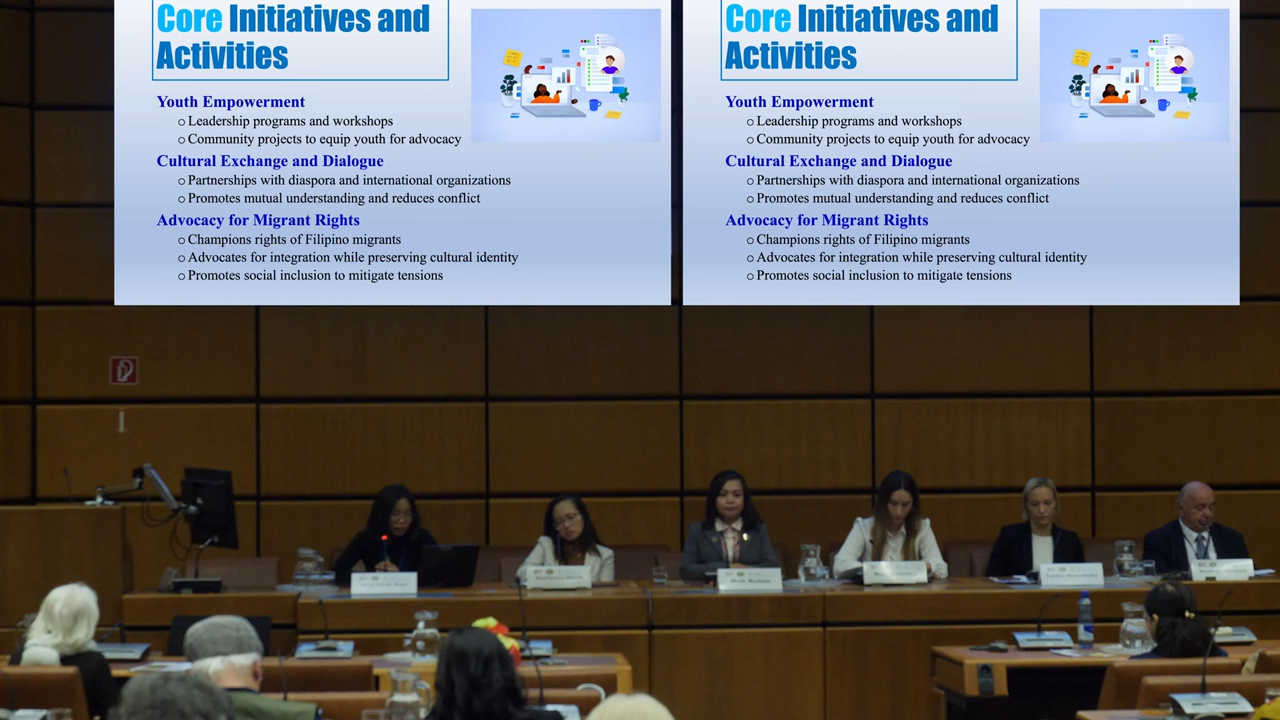 Core Initiatives and
Activities
Youth Empowerment
Leadership programs and workshops
Community projects to equip youth for advocacy
Cultural Exchange and Dialogue
Partnerships with diaspora and international organizations
Promotes mutual understanding and reduces conflict
Advocacy for Migrant Rights
Champions rights of Filipino migrants
Advocates for integration while preserving cultural identity
Promotes social inclusion to mitigate tensions
Core Initiatives and
Activities
Youth Empowerment
Leadership programs and workshops
Community projects to equip youth for advocacy
Cultural Exchange and Dialogue
Partnerships with diaspora and international organizations
Promotes mutual understanding and reduces conflict
Advocacy for Migrant Rights
Champions rights of Filipino migrants
Advocates for integration while preserving cultural identity
Promotes social inclusion to mitigate tensions